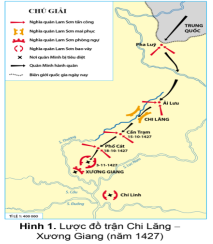 CHÚ GIẢI
Nghĩa quân Lam Sơn tấn công
Nghĩa quân Lam Sơn mai phục
Nghĩa quân Lam Sơn phòng ngự
Nghĩa quân Lam Sơn bao vây
Nơi quân Minh bị tiêu diệt
Quân Minh hành quân
Biên giới quốc gia ngày nay
TRUNG QUỐC
Pha Luỹ
Ải Lưu
CHI LĂNG
Cần Trạm
15-10-1427
Phố Cát
18-10-1427
3-11-1427
XƯƠNG GIANG
Chí Linh
Hình 1. Lược đồ trận Chi Lăng –
Xương Giang (năm 1427)